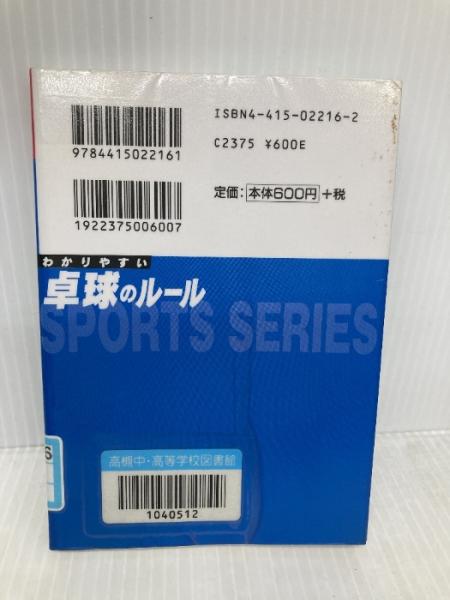 ISBN4-415-02216-2
C2375 ¥600E
9784415022161
定価:本体600円+税
1922375006007
わかりやすい
卓球のルール
SPORTS SERIES
6
高槻中・高等学校図書館
1040512